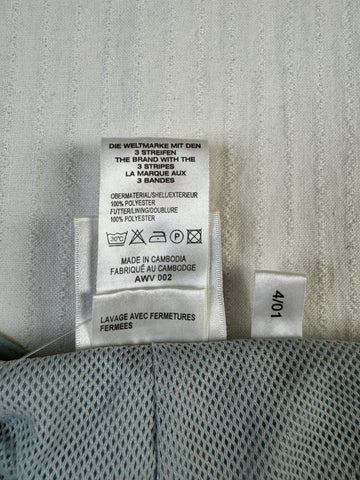 DIE WELTMARKE MIT DEN
3 STREIFEN
THE BRAND WITH THE
3 STRIPES
LA MARQUE AUX
3 BANDES
OBERMATERIAL/SHELL/EXTERIEUR
100% POLYESTER
FUTTER/LINING/DOUBLURE
100% POLYESTER
30°C
P
MADE IN CAMBODIA
FABRIQUÉ AU CAMBODGE
AWV 002
LAVAGE AVEC FERMETURES
FERMEES
4/01